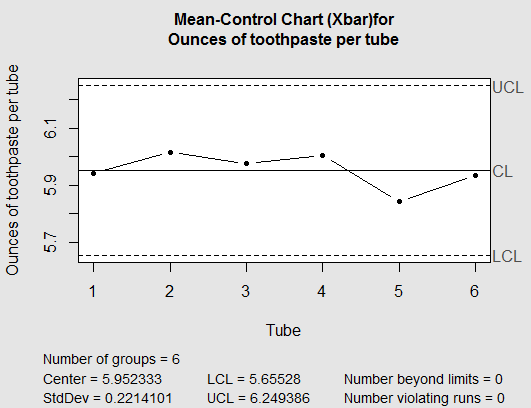 Mean-Control Chart (Xbar)for
Ounces of toothpaste per tube
Ounces of toothpaste per tube
6.1
5.9
5.7
UCL
CL
LCL
1 2 3 4 5 6
Tube
Number of groups = 6
Center = 5.952333 LCL = 5.65528 Number beyond limits = 0
StdDev = 0.2214101 UCL = 6.249386 Number violating runs = 0